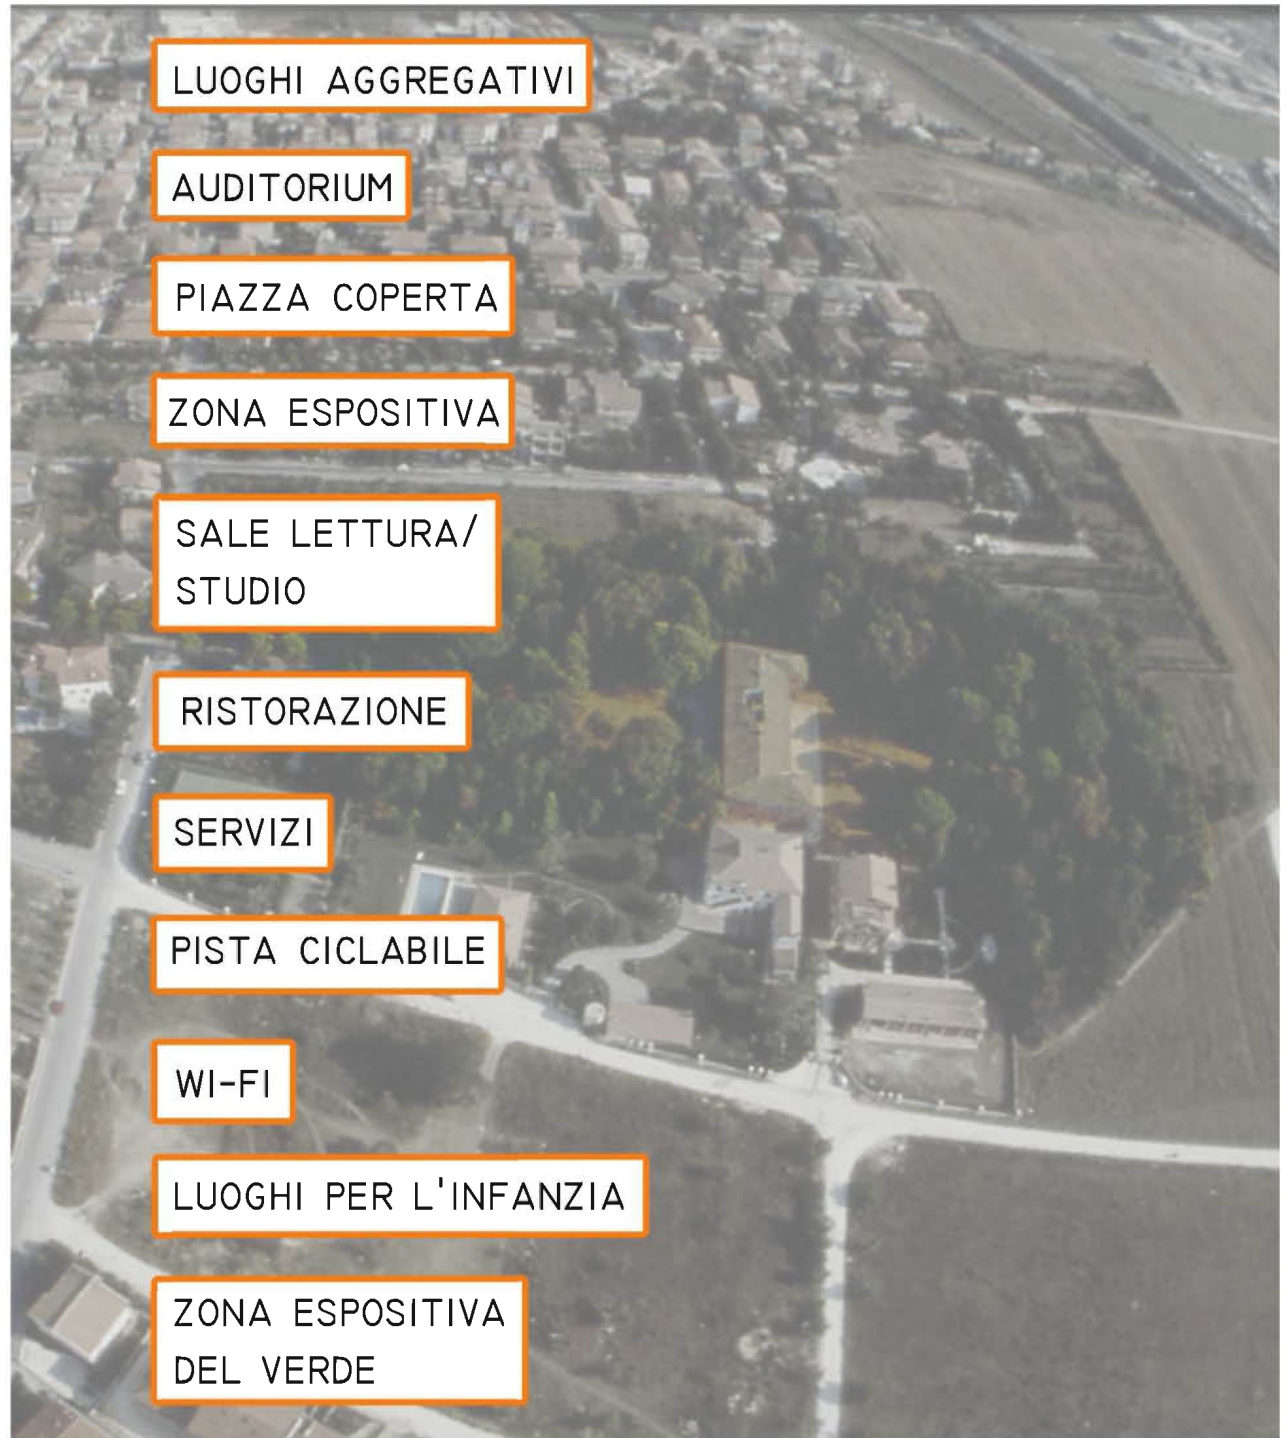 LUOGHI AGGREGATIVI
AUDITORIUM
PIAZZA COPERTA
ZONA ESPOSITIVA
SALE LETTURA/
STUDIO
RISTORAZIONE
SERVIZI
PISTA CICLABILE
WI-FI
LUOGHI PER L'INFANZIA
ZONA ESPOSITIVA
DEL VERDE